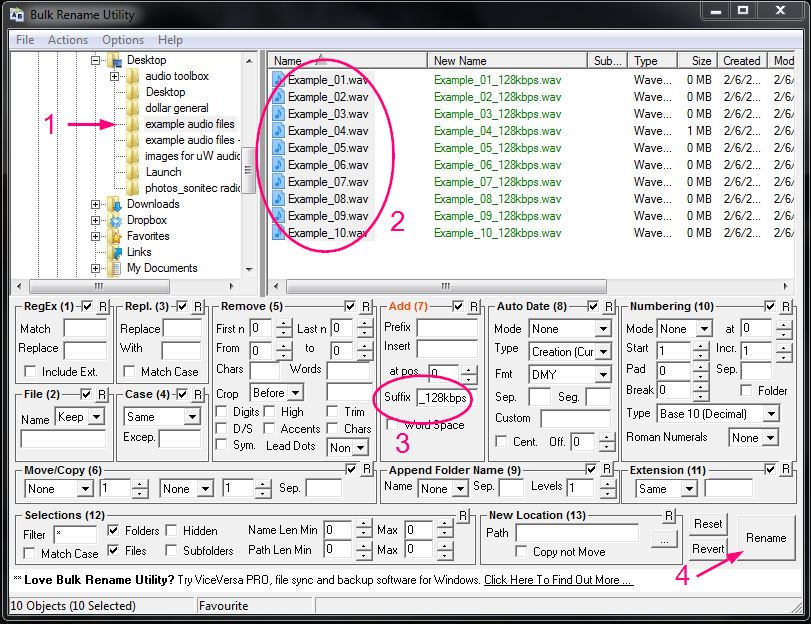 Bulk Rename Utility
File Actions Options Help
Desktop
audio toolbox
Desktop
dollar general
example audio files
example audio files -
images for uW audio
Launch
photos_sonitec radio
Downloads
Dropbox
Favorites
Links
My Documents
1
Name New Name Sub... Type Size Created Mod
Example_01.wav Example_01_128kbps.wav Wave... 0 MB 2/6/2... 2/6/
Example_02.wav Example_02_128kbps.wav Wave... 0 MB 2/6/2... 2/6/
Example_03.wav Example_03_128kbps.wav Wave... 0 MB 2/6/2... 2/6/
Example_04.wav Example_04_128kbps.wav Wave... 1 MB 2/6/2... 2/6/
Example_05.wav Example_05_128kbps.wav Wave... 0 MB 2/6/2... 2/6/
Example_06.wav Example_06_128kbps.wav Wave... 0 MB 2/6/2... 2/6/
Example_07.wav Example_07_128kbps.wav Wave... 0 MB 2/6/2... 2/6/
Example_08.wav Example_08_128kbps.wav Wave... 0 MB 2/6/2... 2/6/
Example_09.wav Example_09_128kbps.wav Wave... 0 MB 2/6/2... 2/6/
Example_10.wav Example_10_128kbps.wav Wave... 0 MB 2/6/2... 2/6/
2
RegEx (1) R
Match
Replace
Include Ext.
Repl. (3) R
Replace
With
Match Case
Remove (5) R
First n 0 Last n 0
From 0 to 0
Chars Words
Crop Before
Digits High Trim
D/S Accents Chars
Sym. Lead Dots Non
Add (7) R
Prefix
Insert
at pos. 0
Suffix _128kbps
Word Space
3
Auto Date (8) R
Mode None
Type Creation (Cur
Fmt DMY
Sep. Seg.
Custom
Cent. Off. 0
Numbering (10) R
Mode None at 0
Start 1 Incr. 1
Pad 0 Sep.
Break 0 Folder
Type Base 10 (Decimal)
Roman Numerals None
File (2) R
Name Keep
Case (4) R
Same
Excep.
Move/Copy (6) R
None 1 None 1 Sep.
Append Folder Name (9) R
Name None Sep. Levels 1
Extension (11) R
Same
Selections (12) R
Filter * Folders Hidden Name Len Min 0 Max 0
Match Case Files Subfolders Path Len Min 0 Max 0
New Location (13) R
Path ...
Copy not Move
Reset
Revert
Rename
4
** Love Bulk Rename Utility? Try ViceVersa PRO, file sync and backup software for Windows. Click Here To Find Out More ...
10 Objects (10 Selected) Favourite